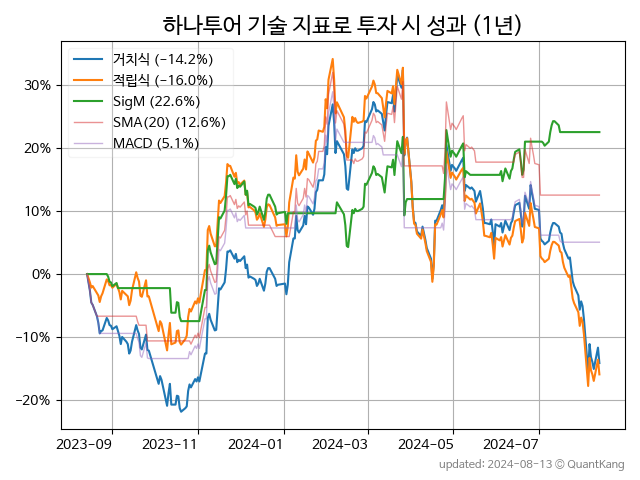 하나투어 기술 지표로 투자 시 성과 (1년)
거치식 (−14.2%)
적립식 (−16.0%)
SigM (22.6%)
SMA(20) (12.6%)
MACD (5.1%)
30%
20%
10%
0%
−10%
−20%
2023−09 2023−11 2024−01 2024−03 2024−05 2024−07
updated: 2024−08−13 © QuantKang